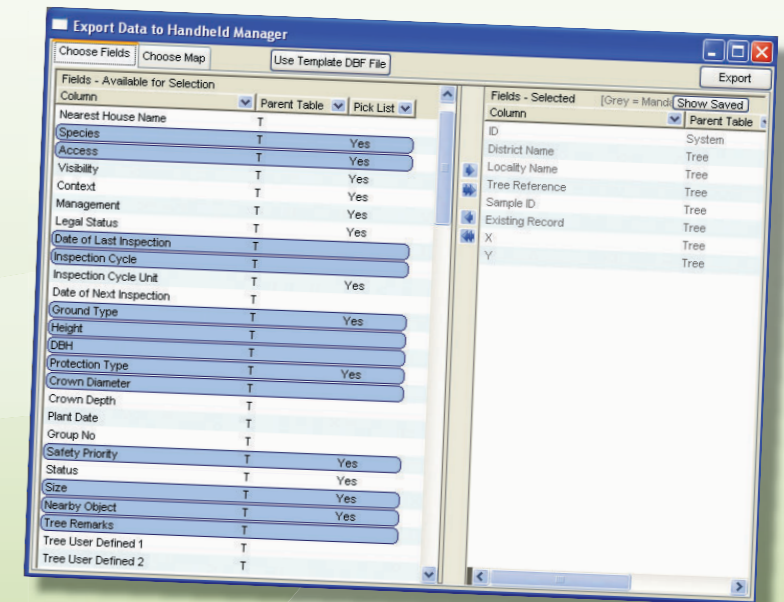 Export Data to Handheld Manager
Choose Fields Choose Map Use Template DBF File Export
Fields - Available for Selection
Column Parent Table Pick List
Nearest House Name T
Species T Yes
Access T Yes
Visibility T Yes
Context T Yes
Management T Yes
Legal Status T Yes
Date of Last Inspection T
Inspection Cycle T
Inspection Cycle Unit T Yes
Date of Next Inspection T
Ground Type T Yes
Height T
DBH T
Protection Type T Yes
Crown Diameter T
Crown Depth T
Plant Date T
Group No T
Safety Priority T Yes
Status T Yes
Size T Yes
Nearby Object T Yes
Tree Remarks T
Tree User Defined 1 T
Tree User Defined 2 T
Fields - Selected [Grey = Manda Show Saved
Column Parent Table
ID System
District Name Tree
Locality Name Tree
Tree Reference Tree
Sample ID Tree
Existing Record Tree
X Tree
Y Tree